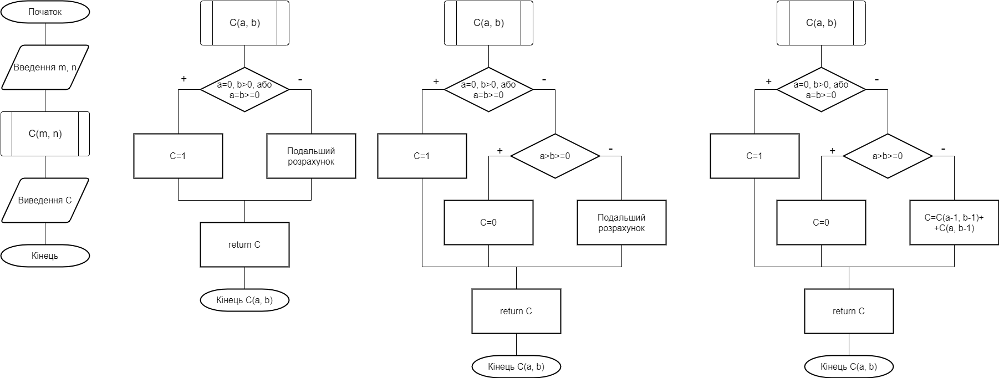 Початок
Введення m, n
C(m, n)
Виведення C
Кінець
C(a, b)
+
-
a=0, b>0, або
a=b>=0
C=1
Подальший
розрахунок
return C
Кінець C(a, b)
C(a, b)
+
-
a=0, b>0, або
a=b>=0
C=1
+
-
a>b>=0
C=0
Подальший
розрахунок
return C
Кінець C(a, b)
C(a, b)
+
-
a=0, b>0, або
a=b>=0
C=1
+
-
a>b>=0
C=0
C=C(a-1, b-1)+
+C(a, b-1)
return C
Кінець C(a, b)